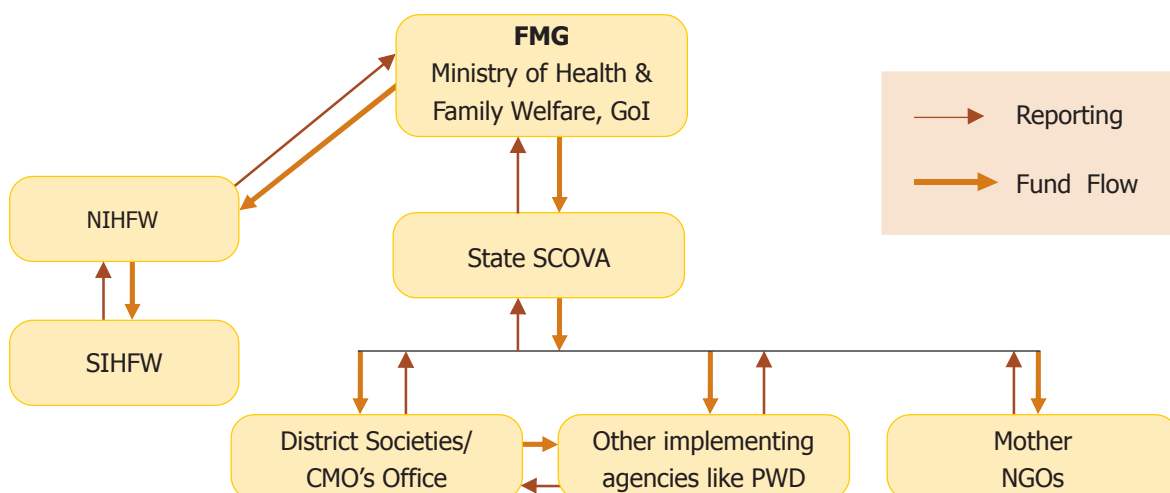 FMG
Ministry of Health &
Family Welfare, GoI
Reporting
Fund Flow
NIHFW
State SCOVA
SIHFW
District Societies/
CMO's Office
Other implementing
agencies like PWD
Mother
NGOs